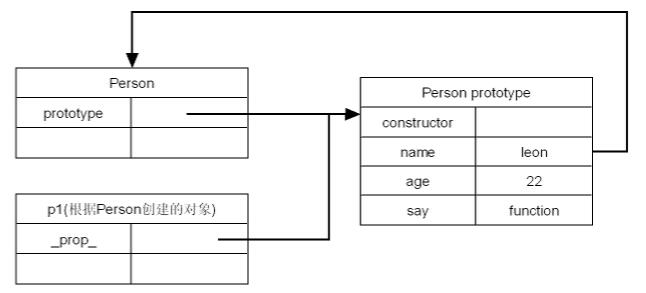 Person
prototype
p1(根据Person创建的对象)
_prop_
Person prototype
constructor
name leon
age 22
say function